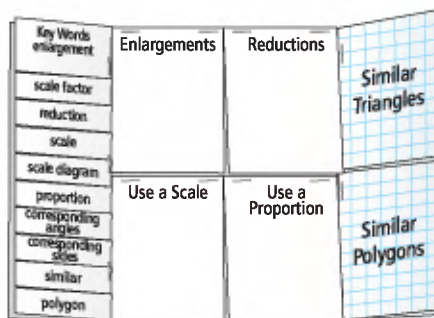 Key Words
enlargement
scale factor
reduction
scale
scale diagram
proportion
corresponding
angles
corresponding
sides
similar
polygon
Enlargements
Reductions
Use a Scale
Use a
Proportion
Similar
Triangles
Similar
Polygons